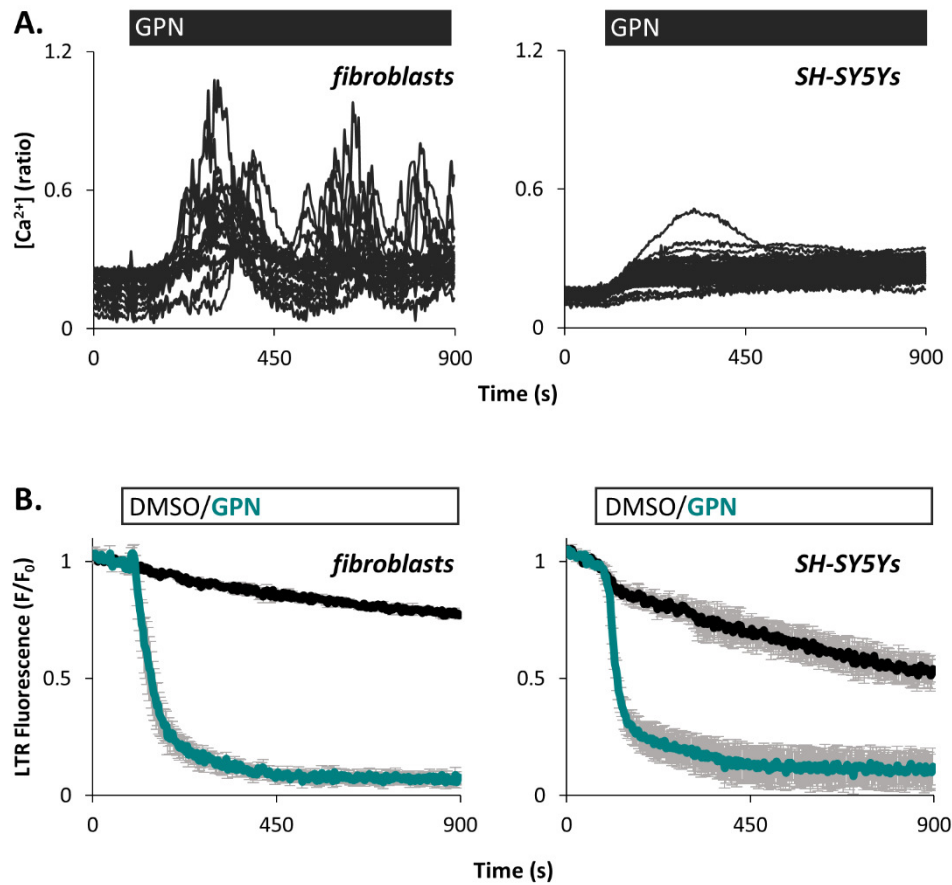 A.
GPN
GPN
1.2
0.6
0
fibroblasts
[Ca²⁺] (ratio)
0
450
900
1.2
0.6
0
SH-SY5Ys
0
450
900
Time (s)
B.
DMSO/GPN
DMSO/GPN
1
0.5
0
fibroblasts
LTR Fluorescence (F/F₀)
0
450
900
1
0.5
0
SH-SY5Ys
0
450
900
Time (s)